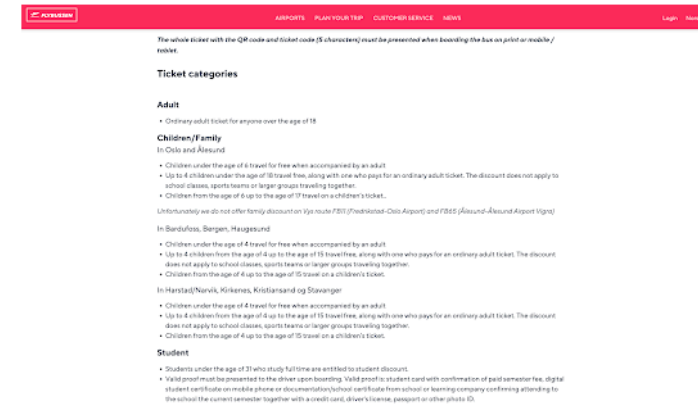 FLYBUSSEN
AIRPORTS PLAN YOUR TRIP CUSTOMER SERVICE NEWS
Login
The whole ticket with the QR code and ticket code (5 characters) must be presented when boarding the bus on print or mobile /
tablet.
Ticket categories
Adult
• Ordinary adult ticket for anyone over the age of 18
Children/Family
In Oslo and Ålesund
• Children under the age of 6 travel for free when accompanied by an adult
• Up to 4 children under the age of 18 travel free, along with one who pays for an ordinary adult ticket. The discount does not apply to
school classes, sports teams or larger groups traveling together.
• Children from the age of 6 up to the age of 17 travel on a children's ticket..
Unfortunately we do not offer family discount on Vys route FB11 (Fredrikstad-Oslo Airport) and FB65 (Ålesund-Ålesund Airport Vigra)
In Bardufoss, Bergen, Haugesund
• Children under the age of 4 travel for free when accompanied by an adult
• Up to 4 children from the age of 4 up to the age of 15 travel free, along with one who pays for an ordinary adult ticket. The discount
does not apply to school classes, sports teams or larger groups traveling together.
• Children from the age of 4 up to the age of 15 travel on a children's ticket.
In Harstad/Narvik, Kirkenes, Kristiansand og Stavanger
• Children under the age of 4 travel for free when accompanied by an adult
• Up to 4 children from the age of 4 up to the age of 15 travel free, along with one who pays for an ordinary adult ticket. The discount
does not apply to school classes, sports teams or larger groups traveling together.
• Children from the age of 4 up to the age of 15 travel on a children's ticket.
Student
• Students under the age of 31 who study full time are entitled to student discount.
• Valid proof must be presented to the driver upon boarding. Valid proof is: student card with confirmation of paid semester fee, digital
student certificate on mobile phone or documentation/school certificate from school or learning company confirming attending to
the school the current semester together with a credit card, driver's license, passport or other photo ID.